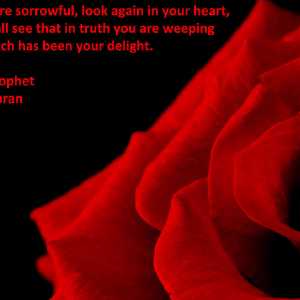 re sorrowful, look again in your heart,
ll see that in truth you are weeping
ch has been your delight.
ophet
ran